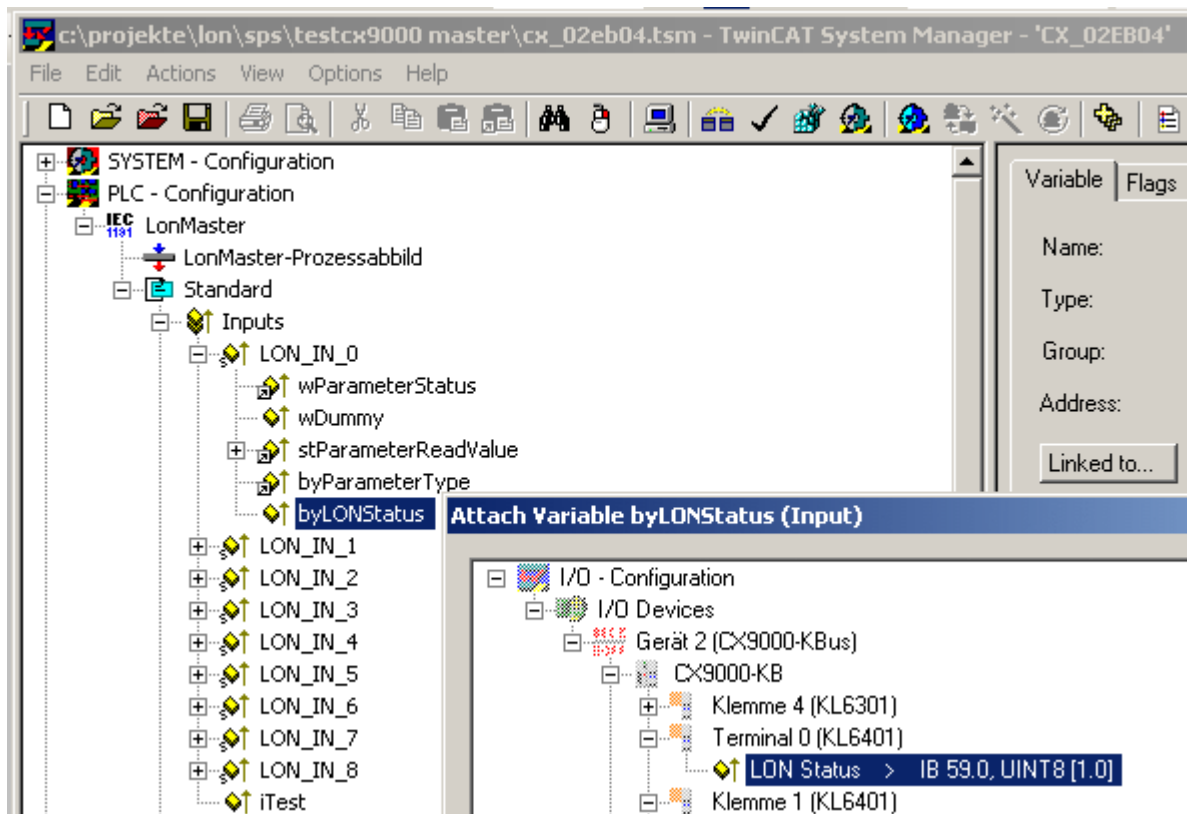 c:\projekte\lon\sps\testcx9000 master\cx_02eb04.tsm - TwinCAT System Manager - 'CX_02EB04'
File Edit Actions View Options Help
SYSTEM - Configuration
PLC - Configuration
IEC 1131 LonMaster
LonMaster-Prozessabbild
Standard
Inputs
LON_IN_0
wParameterStatus
wDummy
stParameterReadValue
byParameterType
byLONStatus
LON_IN_1
LON_IN_2
LON_IN_3
LON_IN_4
LON_IN_5
LON_IN_6
LON_IN_7
LON_IN_8
iTest
Variable Flags
Name:
Type:
Group:
Address:
Linked to...
Attach Variable byLONStatus (Input)
I/O - Configuration
I/O Devices
Gerät 2 (CX9000-KBus)
CX9000-KB
Klemme 4 (KL6301)
Terminal 0 (KL6401)
LON Status > IB 59.0, UINT8 [1.0]
Klemme 1 (KL6401)